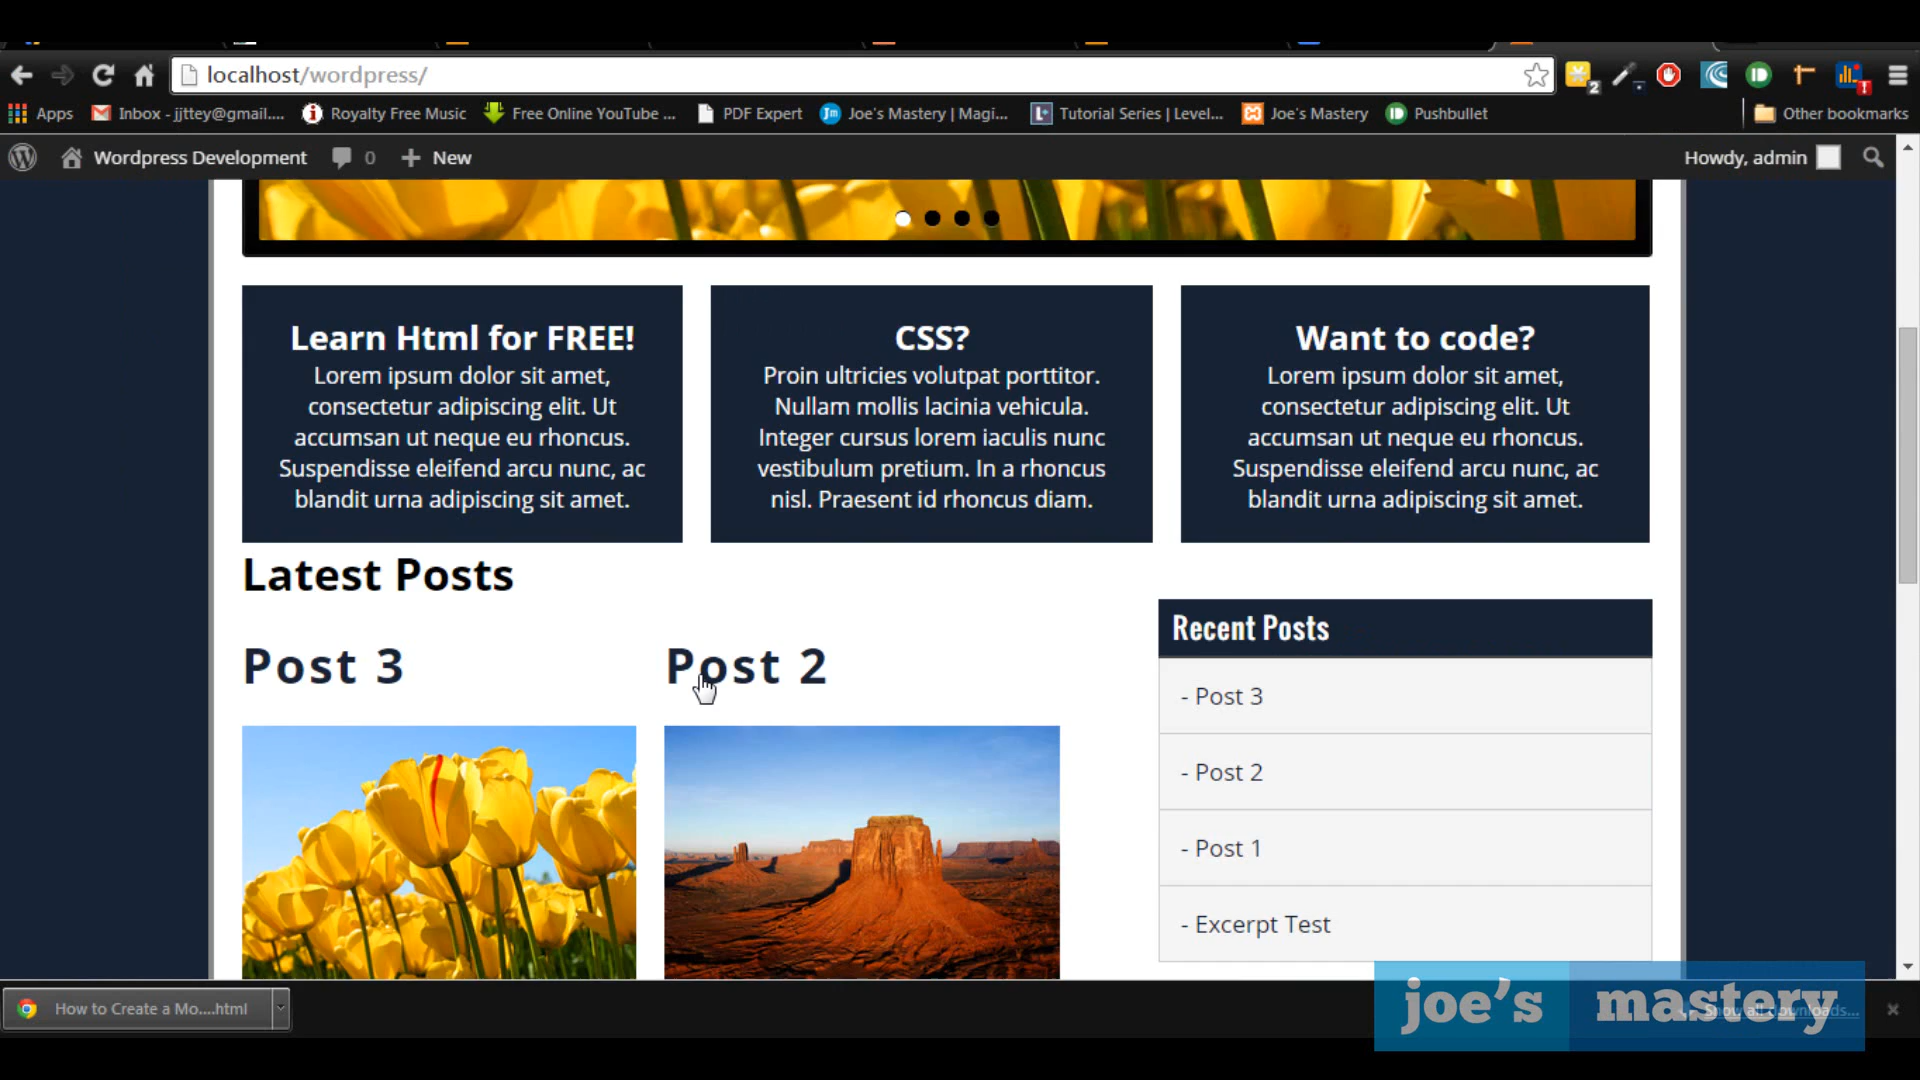 localhost/wordpress/
2
Apps
Inbox - jjttey@gmail....
Royalty Free Music
Free Online YouTube ...
PDF Expert
Joe's Mastery | Magi...
Tutorial Series | Level...
Joe's Mastery
Pushbullet
Other bookmarks
Wordpress Development
0
New
Howdy, admin
Learn Html for FREE!
Lorem ipsum dolor sit amet,
consectetur adipiscing elit. Ut
accumsan ut neque eu rhoncus.
Suspendisse eleifend arcu nunc, ac
blandit urna adipiscing sit amet.
CSS?
Proin ultricies volutpat porttitor.
Nullam mollis lacinia vehicula.
Integer cursus lorem iaculis nunc
vestibulum pretium. In a rhoncus
nisl. Praesent id rhoncus diam.
Want to code?
Lorem ipsum dolor sit amet,
consectetur adipiscing elit. Ut
accumsan ut neque eu rhoncus.
Suspendisse eleifend arcu nunc, ac
blandit urna adipiscing sit amet.
Latest Posts
Post 3
Post 2
Recent Posts
- Post 3
- Post 2
- Post 1
- Excerpt Test
How to Create a Mo....html
Show all downloads...
joe's mastery